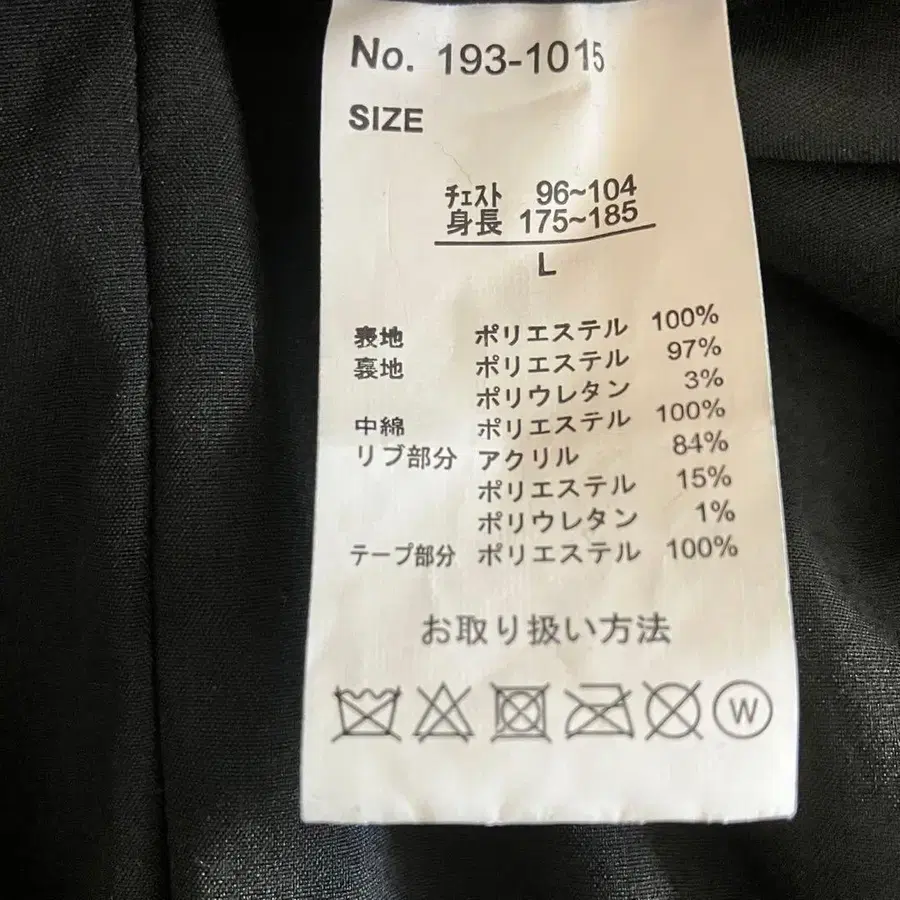 No. 193-1015
SIZE
チェスト 96~104
身長 175~185
L
表地 ポリエステル 100%
裏地 ポリエステル 97%
ポリウレタン 3%
中綿 ポリエステル 100%
リブ部分 アクリル 84%
ポリエステル 15%
ポリウレタン 1%
テープ部分 ポリエステル 100%
お取り扱い方法
W